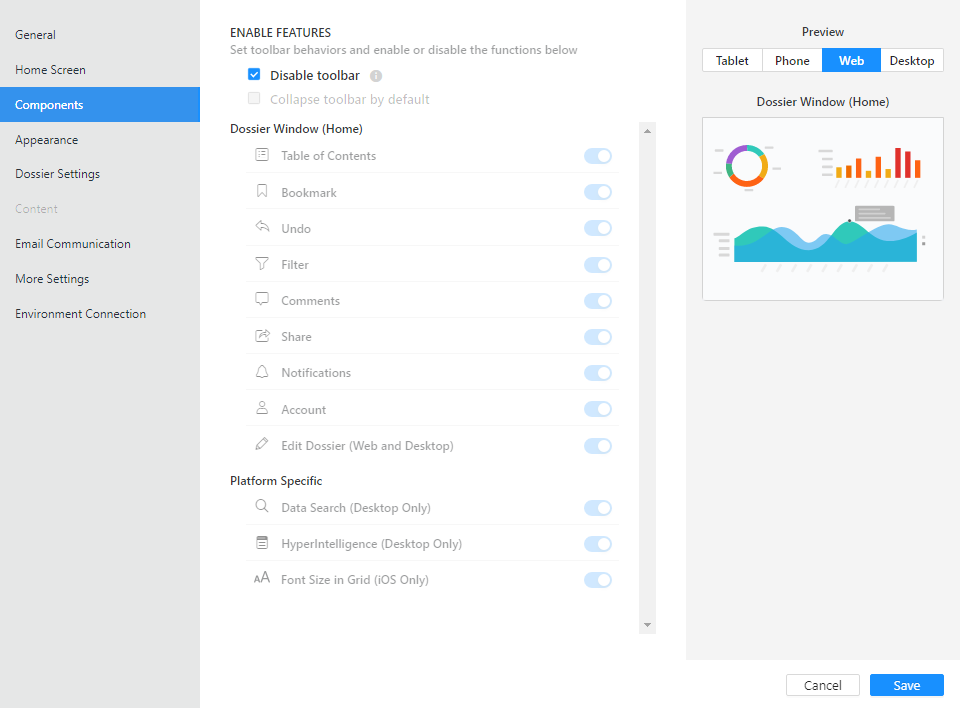 General
Home Screen
Components
Appearance
Dossier Settings
Content
Email Communication
More Settings
Environment Connection
ENABLE FEATURES
Set toolbar behaviors and enable or disable the functions below
Disable toolbar
Collapse toolbar by default
Dossier Window (Home)
Table of Contents
Bookmark
Undo
Filter
Comments
Share
Notifications
Account
Edit Dossier (Web and Desktop)
Platform Specific
Data Search (Desktop Only)
HyperIntelligence (Desktop Only)
AA Font Size in Grid (iOS Only)
Preview
Tablet Phone Web Desktop
Dossier Window (Home)
Cancel Save